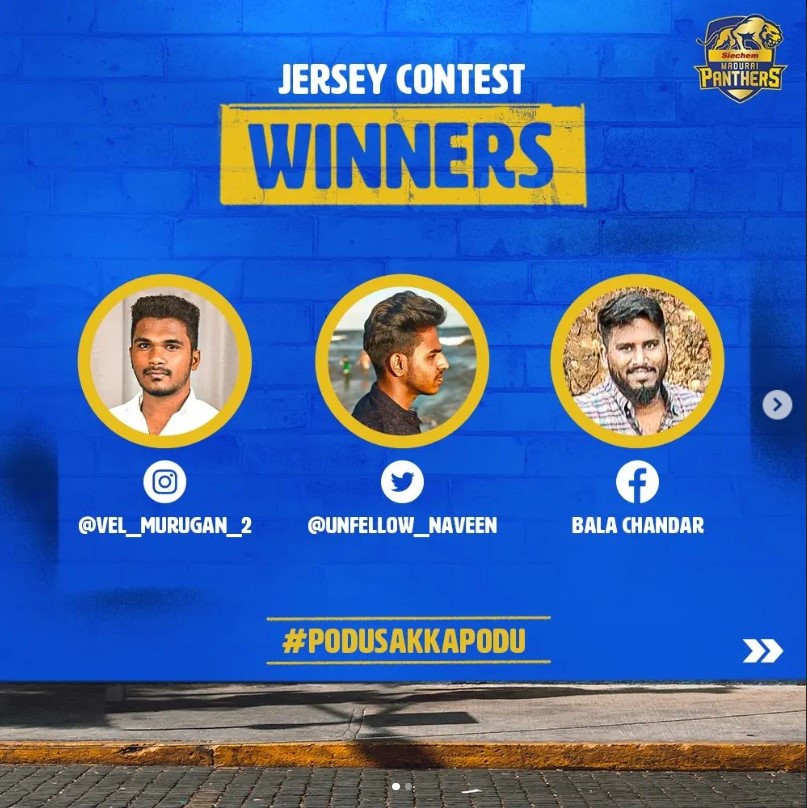 Siechem
MADURAI
PANTHERS
JERSEY CONTEST
WINNERS
@VEL_MURUGAN_2
@UNFELLOW_NAVEEN
BALA CHANDAR
#PODUSAKKAPODU